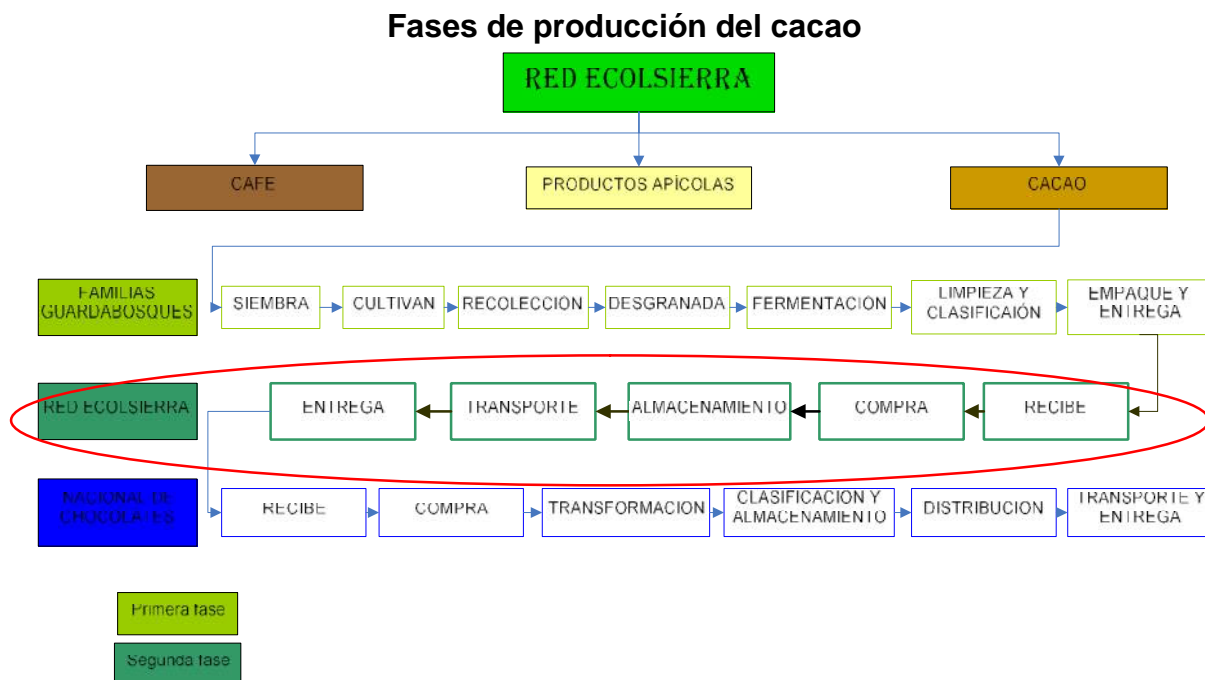 Fases de producción del cacao
RED ECOLSIERRA
CAFE
PRODUCTOS APÍCOLAS
CACAO
FAMILIAS
GUARDABOSQUES
SIEMBRA
CULTIVAN
RECOLECCION
DESGRANADA
FERMENTACION
LIMPIEZA Y
CLASIFICAIÓN
EMPAQUE Y
ENTREGA
RED ECOLSIERRA
ENTREGA
TRANSPORTE
ALMACENAMIENTO
COMPRA
RECIBE
NACIONAL DE
CHOCOLATES
RECIBE
COMPRA
TRANSFORMACION
CLASIFICACION Y
ALMACENAMIENTO
DISTRIBUCION
TRANSPORTE Y
ENTREGA
Primera fase
Segunda fase